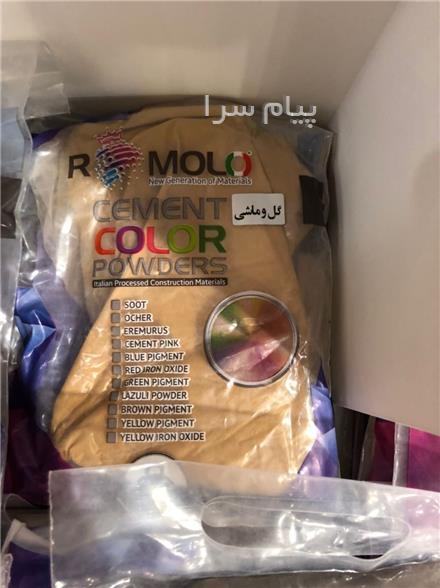 پیام سرا
ROMOLO
New Generation of Materials
CEMENT
گل وماشی
COLOR
POWDERS
Italian Processed Construction Materials
SOOT
OCHER
EREMURUS
CEMENT PINK
BLUE PIGMENT
RED IRON OXIDE
GREEN PIGMENT
LAZULI POWDER
BROWN PIGMENT
YELLOW PIGMENT
YELLOW IRON OXIDE